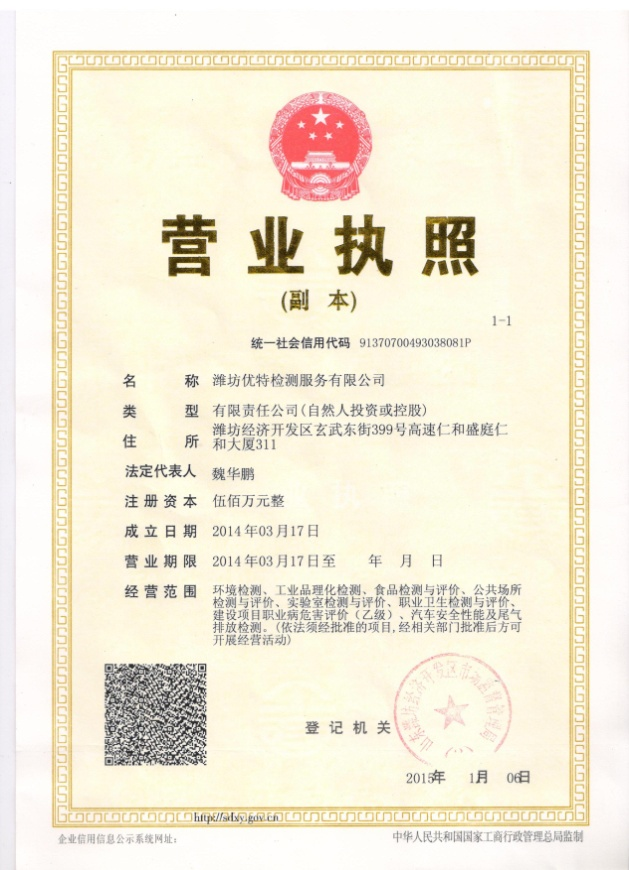 营业执照
(副 本)
1-1
统一社会信用代码 91370700493038081P
名 称 潍坊优特检测服务有限公司
类 型 有限责任公司(自然人投资或控股)
住 所 潍坊经济开发区玄武东街399号高速仁和盛庭仁
和大厦311
法定代表人 魏华鹏
注册资本 伍佰万元整
成立日期 2014年03月17日
营业期限 2014年03月17日至 年 月 日
经营范围 环境检测、工业品理化检测、食品检测与评价、公共场所
检测与评价、实验室检测与评价、职业卫生检测与评价、
建设项目职业病危害评价（乙级）、汽车安全性能及尾气
排放检测。(依法须经批准的项目,经相关部门批准后方可
开展经营活动)
登记机关
2015年 月 06日
http://sdxy.gov.cn
企业信用信息公示系统网址:
中华人民共和国国家工商行政管理总局监制